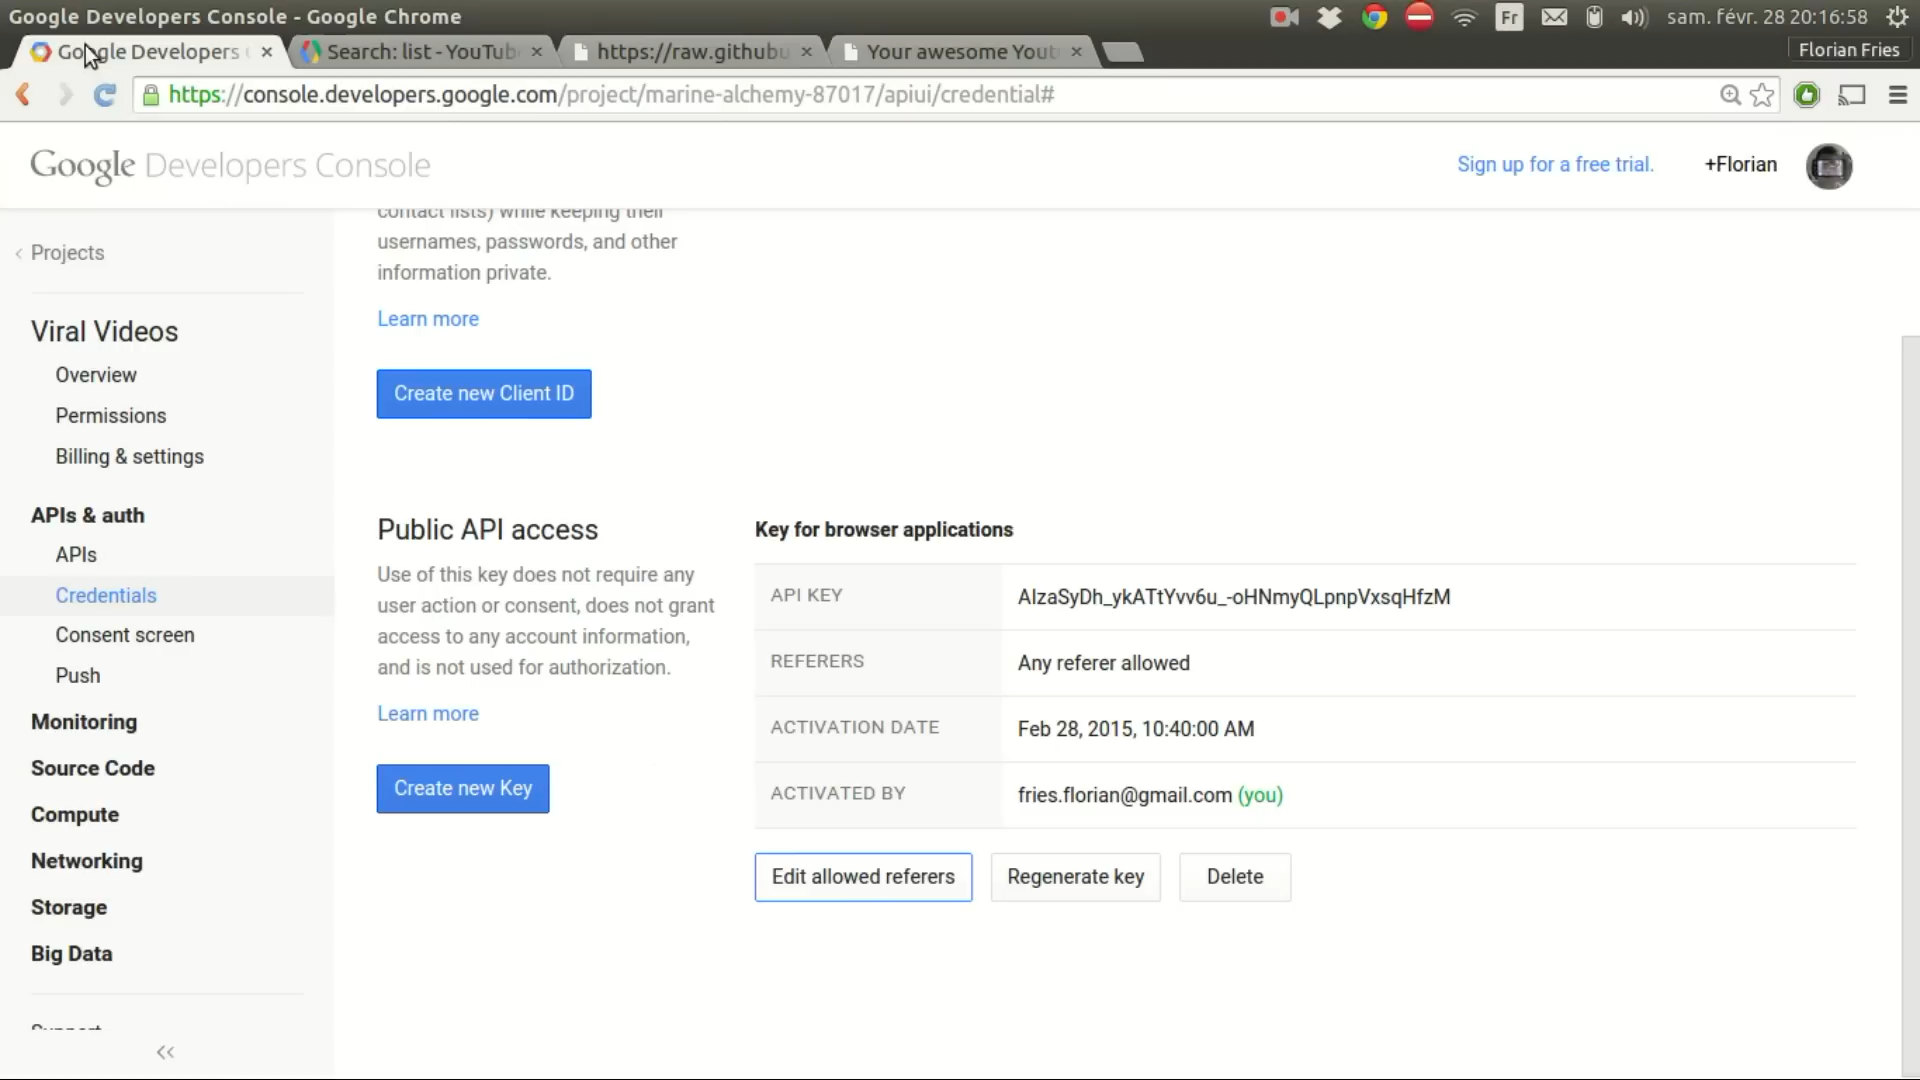 Google Developers Console - Google Chrome
Fr
sam. févr. 28 20:16:58
Google Developers
Search: list - YouTub
https://raw.githubu
Your awesome Yout
Florian Fries
https://console.developers.google.com/project/marine-alchemy-87017/apiui/credential#
Google Developers Console
Sign up for a free trial.
+Florian
Projects
Viral Videos
Overview
Permissions
Billing & settings
APIs & auth
APIs
Credentials
Consent screen
Push
Monitoring
Source Code
Compute
Networking
Storage
Big Data
Support
contact lists) while keeping their
usernames, passwords, and other
information private.
Learn more
Create new Client ID
Public API access
Use of this key does not require any
user action or consent, does not grant
access to any account information,
and is not used for authorization.
Learn more
Create new Key
Key for browser applications
API KEY
AIzaSyDh_ykATtYvv6u_-oHNmyQLpnpVxsqHfzM
REFERERS
Any referer allowed
ACTIVATION DATE
Feb 28, 2015, 10:40:00 AM
ACTIVATED BY
fries.florian@gmail.com (you)
Edit allowed referers
Regenerate key
Delete